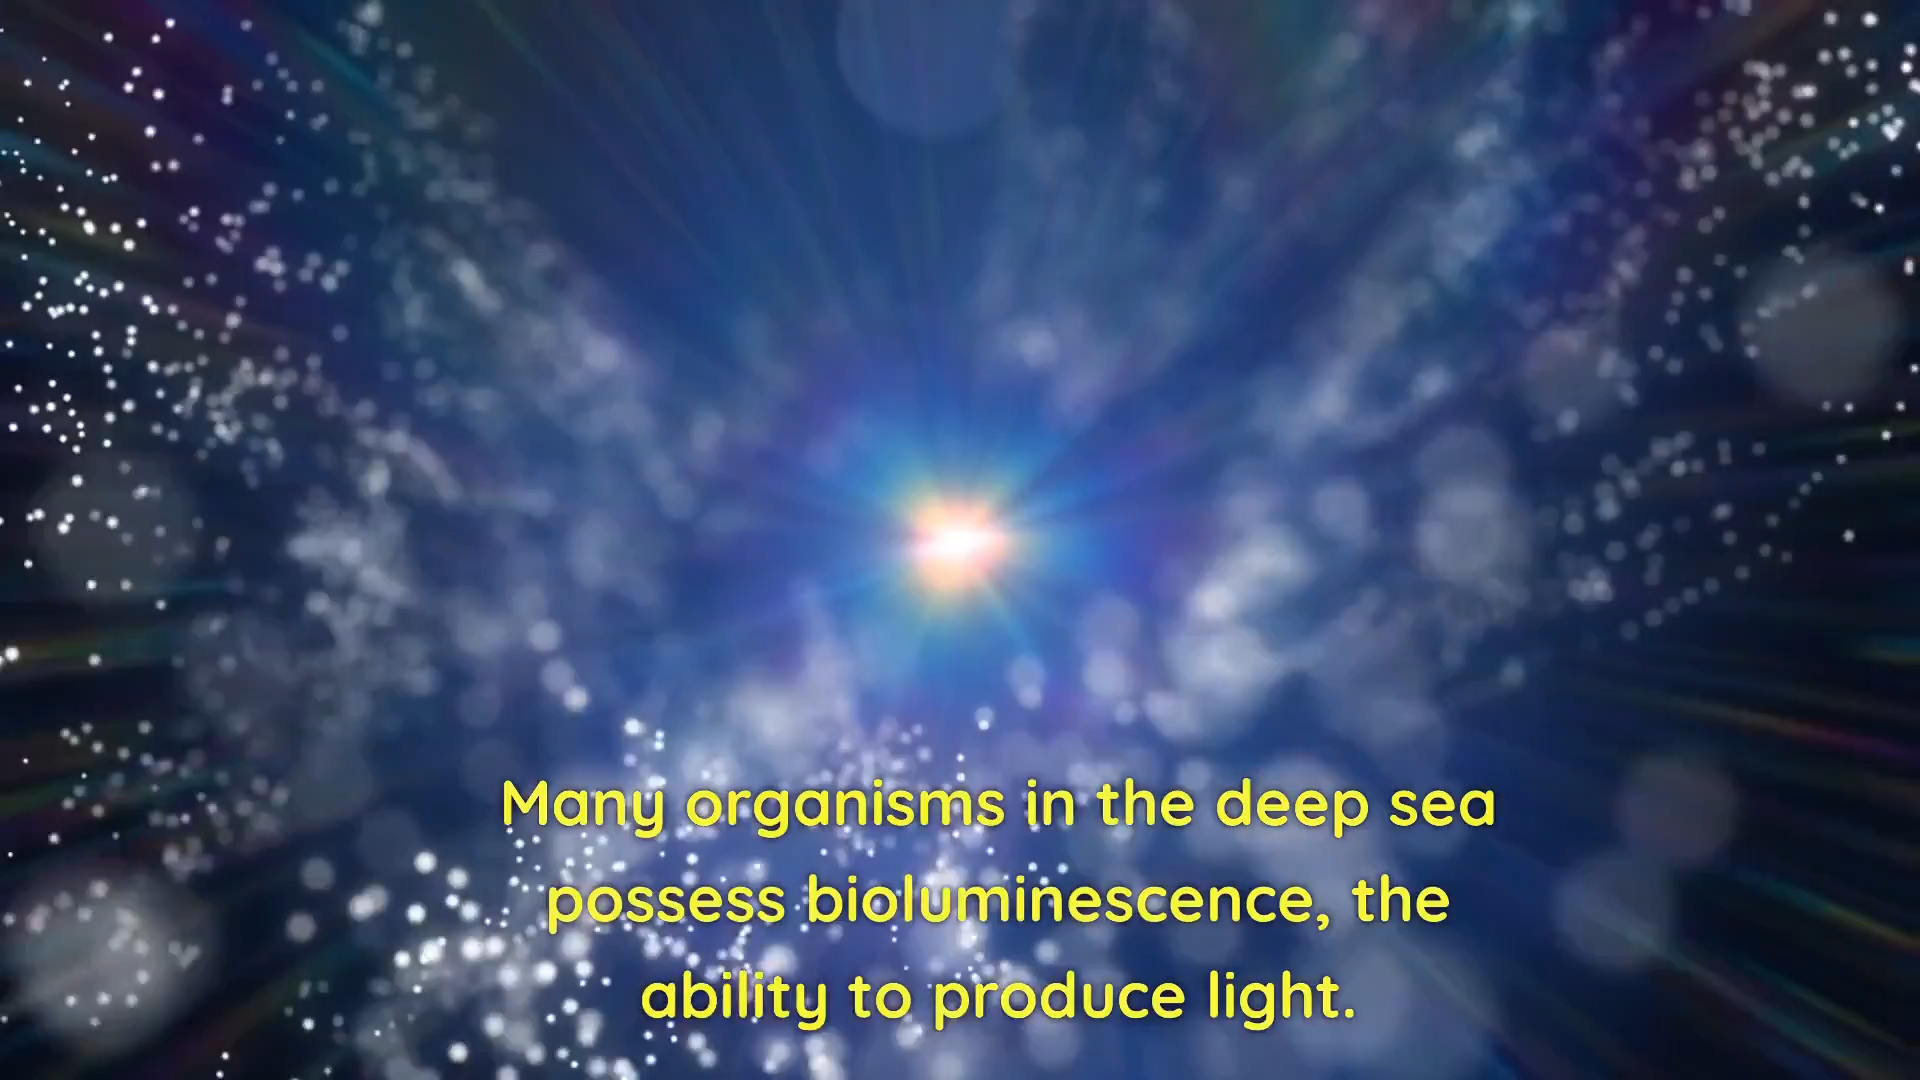 Many organisms in the deep sea
possess bioluminescence, the
ability to produce light.